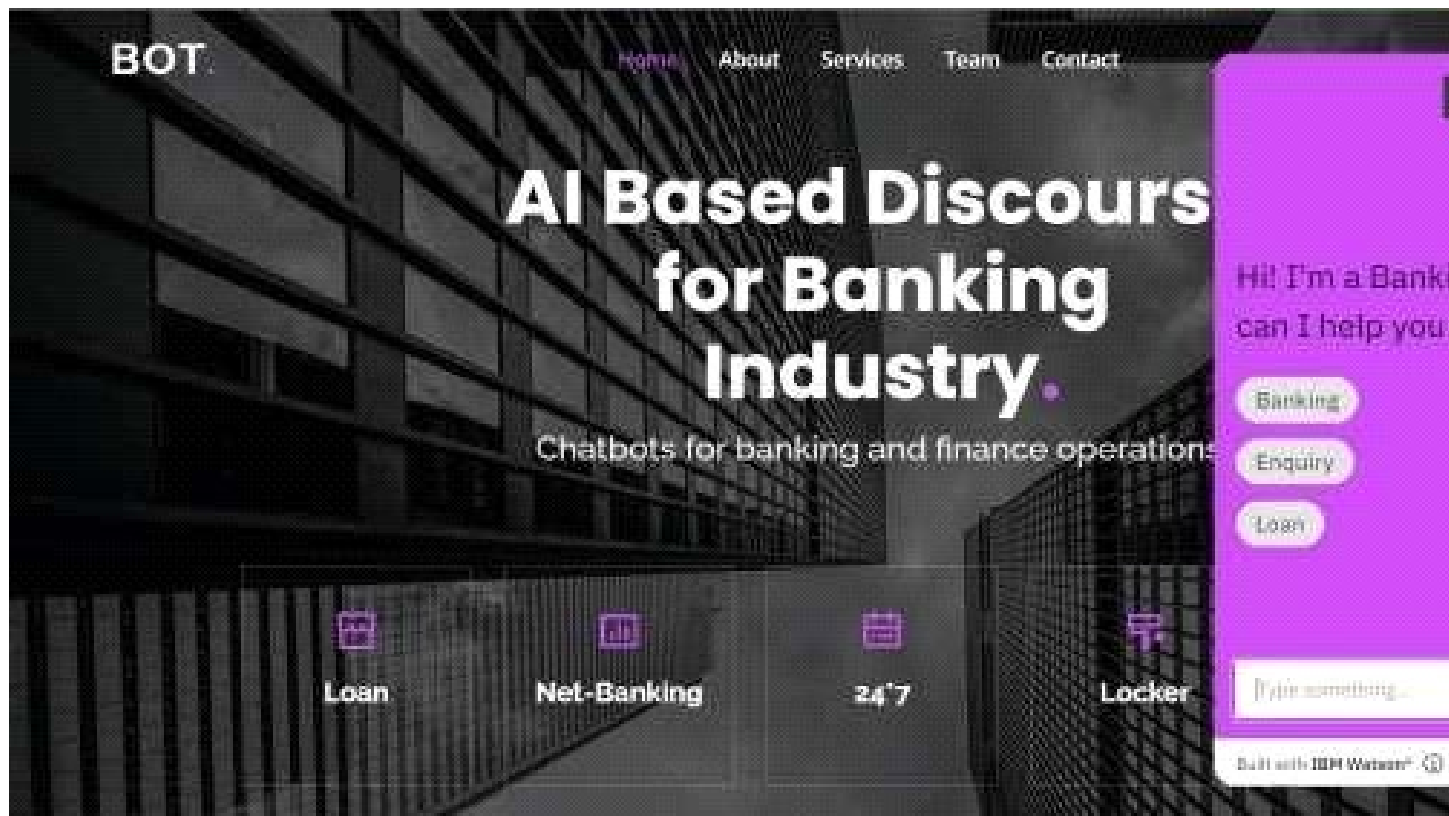 BOT.
Home About Services Team Contact
AI Based Discours
for Banking
Industry.
Chatbots for banking and finance operations
Loan
Net-Banking
24*7
Locker
Hi! I'm a Banki
can I help you
Banking
Enquiry
Loan
Type something...
Built with IBM Watson®